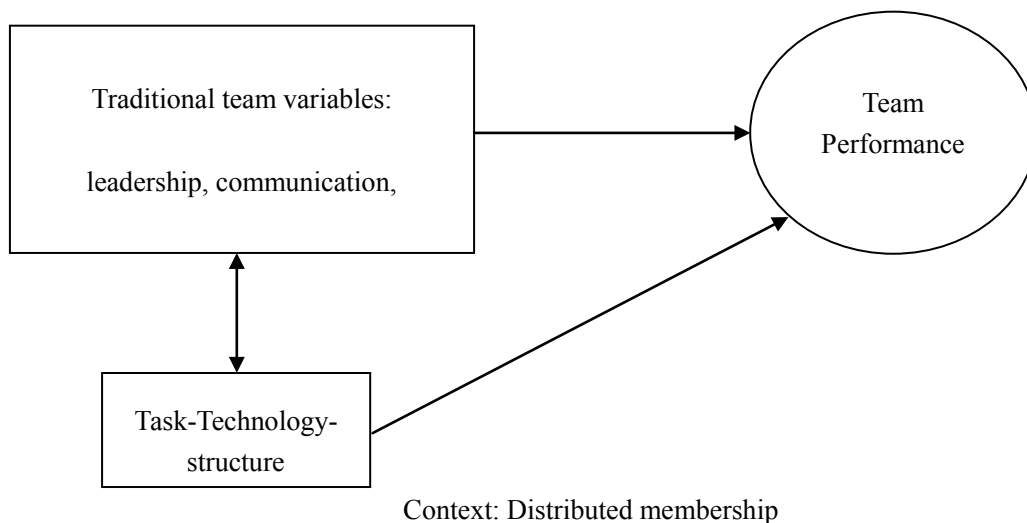 Traditional team variables:
leadership, communication,
Team
Performance
Task-Technology-
structure
Context: Distributed membership